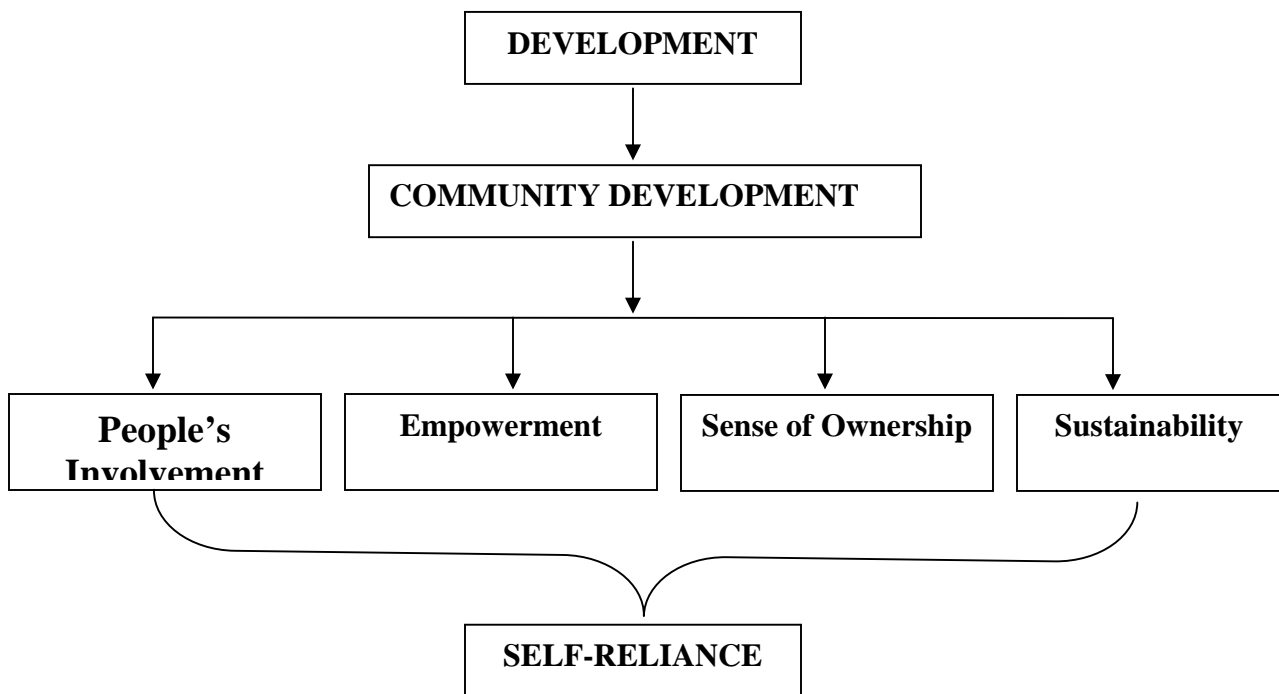 DEVELOPMENT
COMMUNITY DEVELOPMENT
People’s
Involvement
Empowerment
Sense of Ownership
Sustainability
SELF-RELIANCE